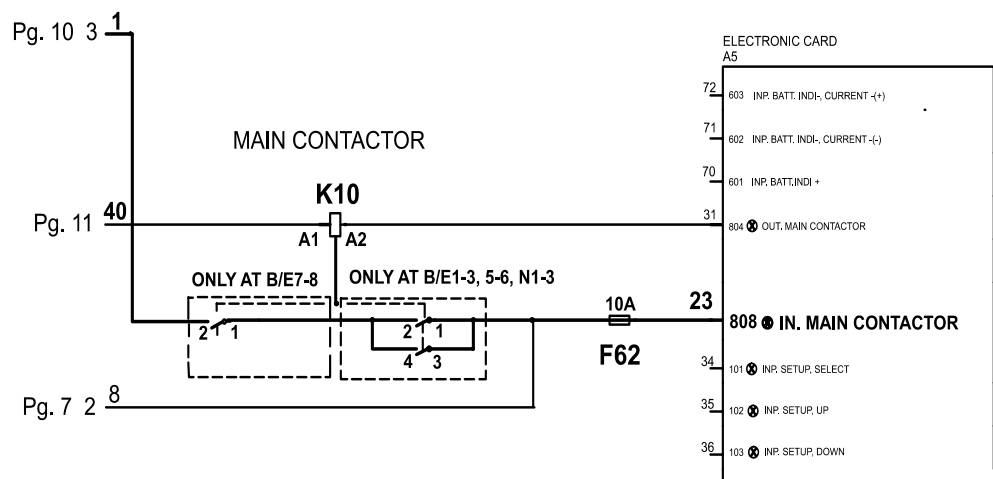 Pg. 10 3 1
ELECTRONIC CARD
A5
72 603 INP. BATT. INDI-, CURRENT -(+)
MAIN CONTACTOR
71 602 INP. BATT. INDI-, CURRENT -(-)
70 601 INP. BATT.INDI +
K10
Pg. 11 40
A1 A2
31 804 OUT. MAIN CONTACTOR
ONLY AT B/E7-8
ONLY AT B/E1-3, 5-6, N1-3
2 1
2 1
4 3
10A
F62
23 808 IN. MAIN CONTACTOR
34 101 INP. SETUP, SELECT
Pg. 7 2 8
35 102 INP. SETUP, UP
36 103 INP. SETUP, DOWN